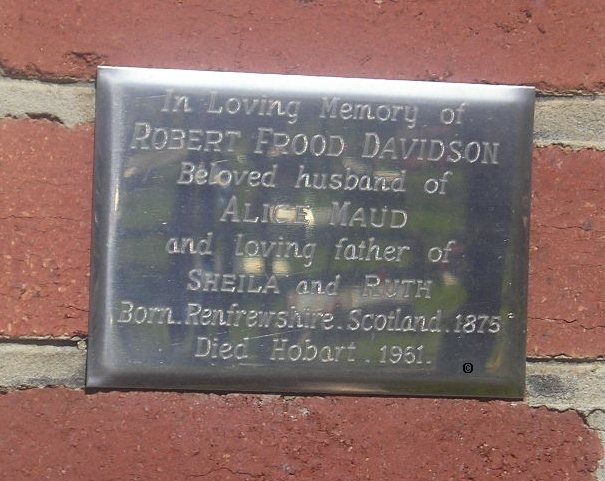 In Loving Memory of
ROBERT FROOD DAVIDSON
Beloved husband of
ALICE MAUD
and loving father of
SHEILA and RUTH
Born. Renfrewshire. Scotland. 1875
Died Hobart. 1961.
©